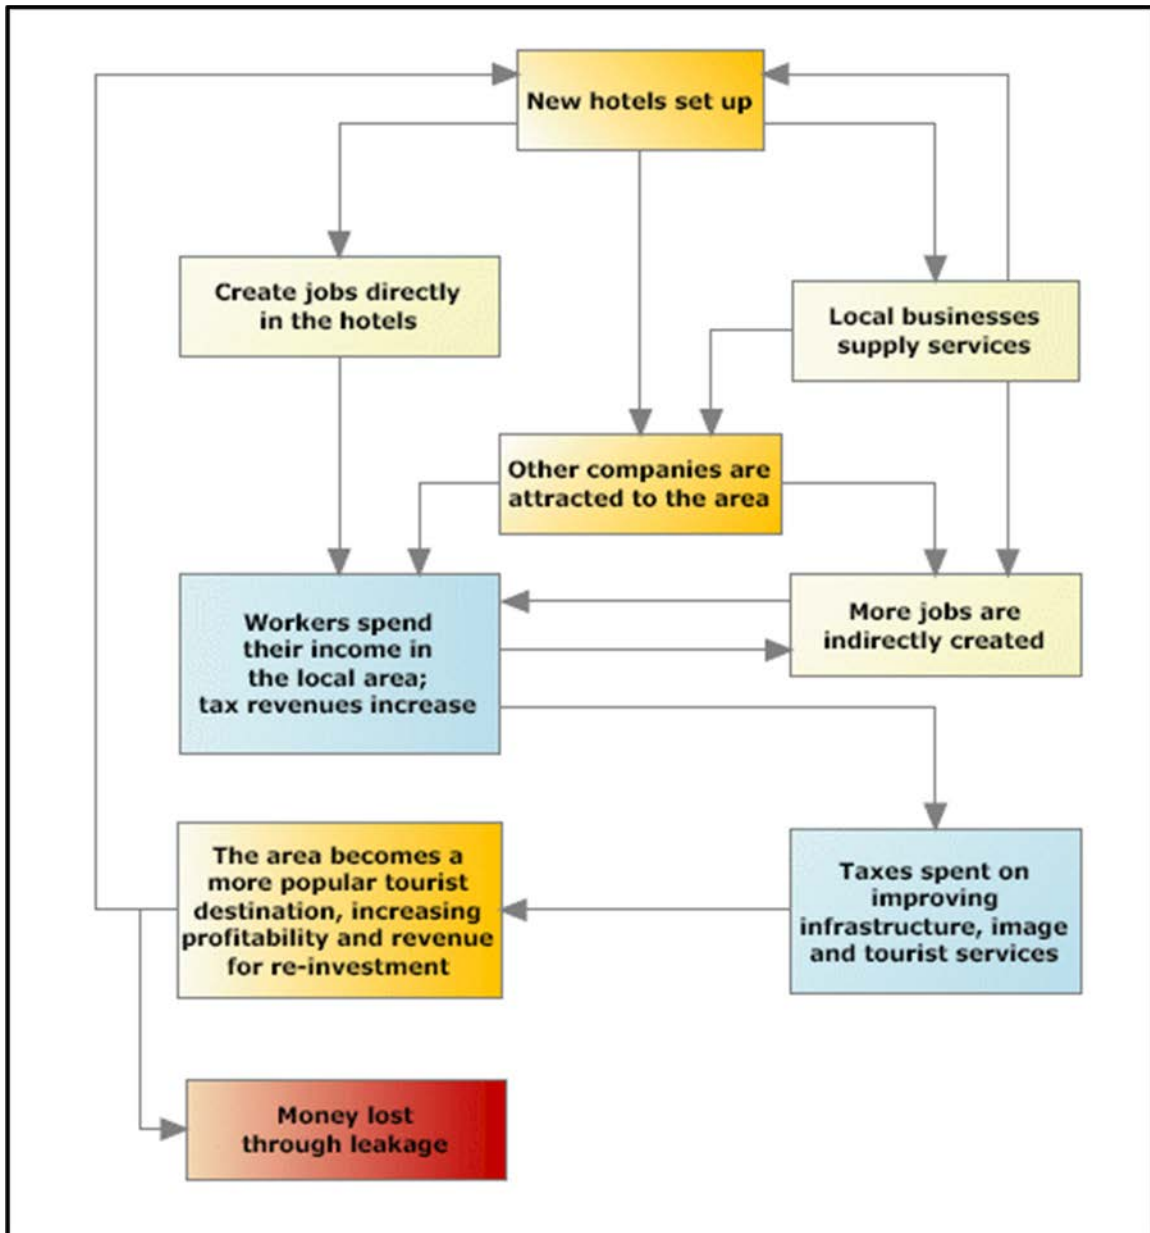 New hotels set up
Create jobs directly
in the hotels
Local businesses
supply services
Other companies are
attracted to the area
Workers spend
their income in
the local area;
tax revenues increase
More jobs are
indirectly created
The area becomes a
more popular tourist
destination, increasing
profitability and revenue
for re-investment
Taxes spent on
improving
infrastructure, image
and tourist services
Money lost
through leakage